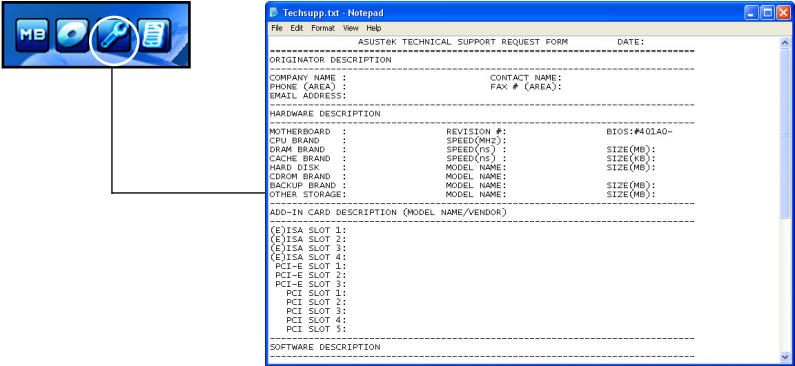 MB
Techsupp.txt - Notepad
File Edit Format View Help
ASUSTeK TECHNICAL SUPPORT REQUEST FORM DATE:
ORIGINATOR DESCRIPTION
COMPANY NAME : CONTACT NAME:
PHONE (AREA) : FAX # (AREA):
EMAIL ADDRESS:
HARDWARE DESCRIPTION
MOTHERBOARD : REVISION #: BIOS:#401A0-
CPU BRAND : SPEED(MHz):
DRAM BRAND : SPEED(ns) : SIZE(MB):
CACHE BRAND : SPEED(ns) : SIZE(KB):
HARD DISK : MODEL NAME: SIZE(MB):
CDROM BRAND : MODEL NAME:
BACKUP BRAND : MODEL NAME: SIZE(MB):
OTHER STORAGE: MODEL NAME: SIZE(MB):
ADD-IN CARD DESCRIPTION (MODEL NAME/VENDOR)
(E)ISA SLOT 1:
(E)ISA SLOT 2:
(E)ISA SLOT 3:
(E)ISA SLOT 4:
PCI-E SLOT 1:
PCI-E SLOT 2:
PCI-E SLOT 3:
PCI SLOT 1:
PCI SLOT 2:
PCI SLOT 3:
PCI SLOT 4:
PCI SLOT 5:
SOFTWARE DESCRIPTION